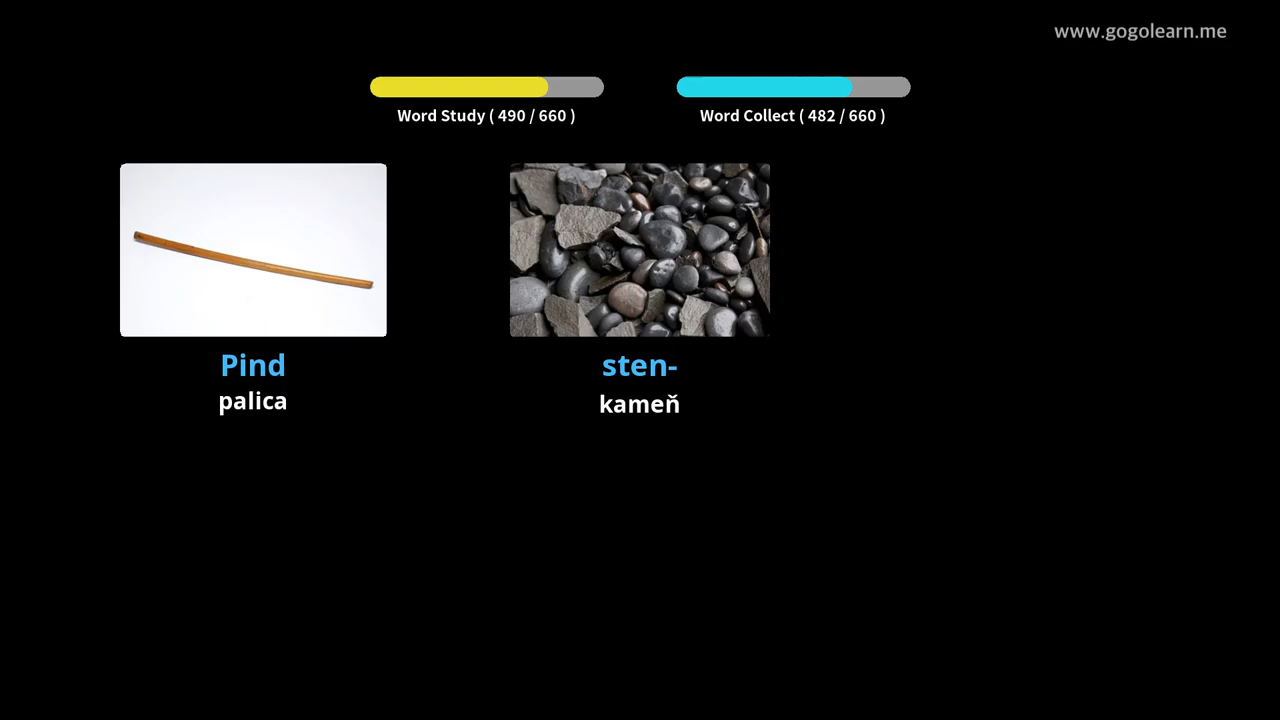 www.gogolearn.me
Word Study ( 490 / 660 )
Word Collect ( 482 / 660 )
Pind
palica
sten-
kameň